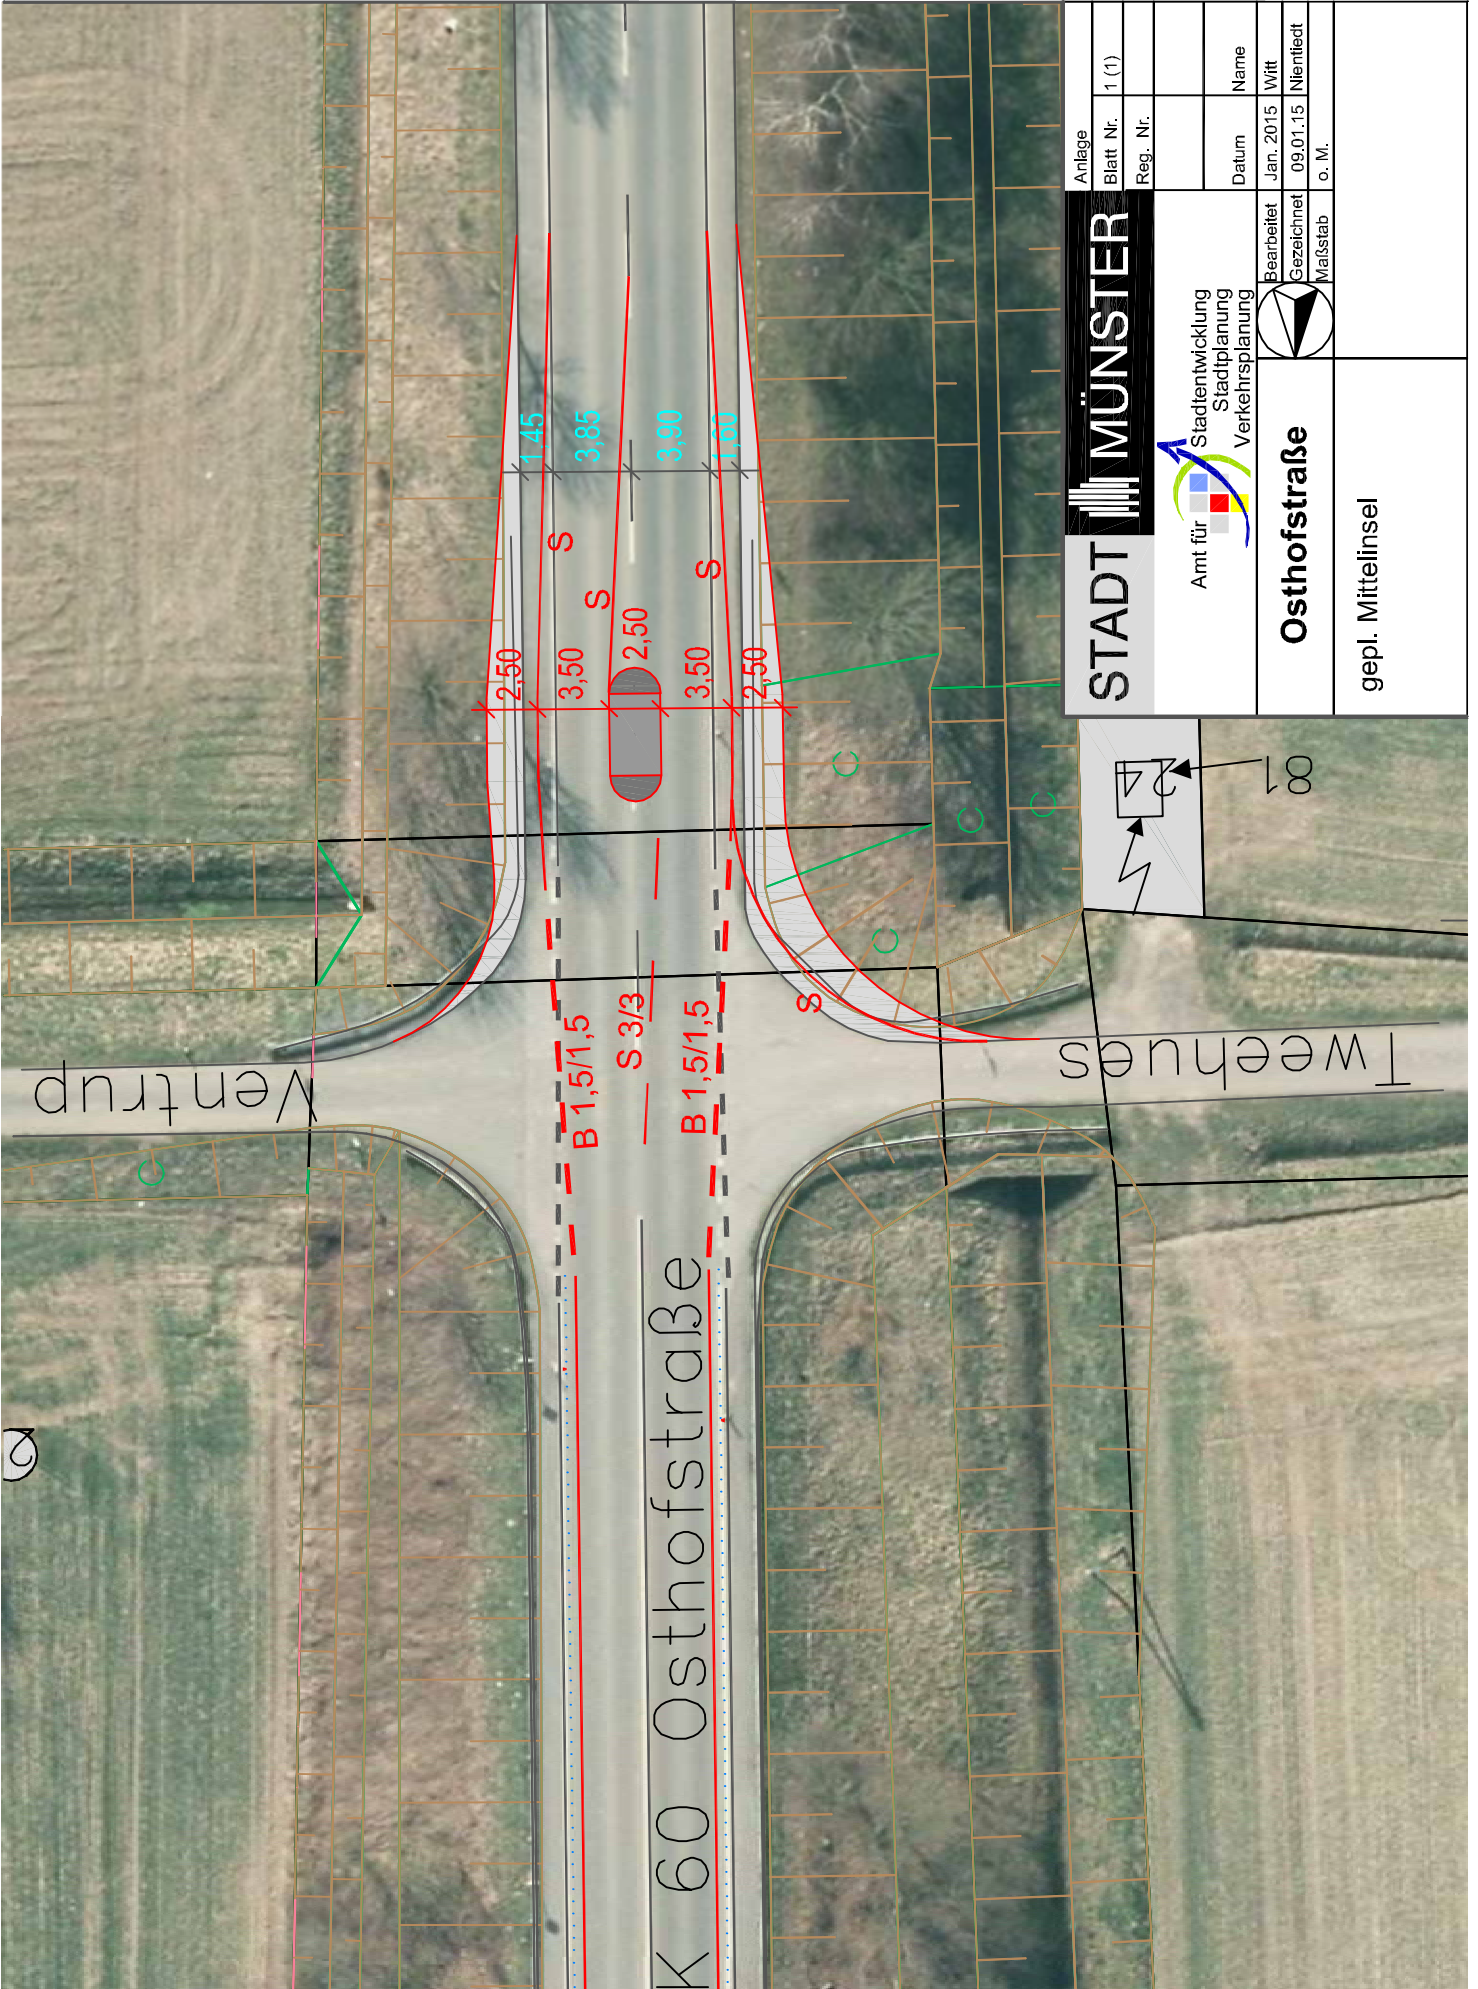 STADT MÜNSTER
Amt für Stadtentwicklung
Stadtplanung
Verkehrsplanung
Anlage
Blatt Nr. 1 (1)
Reg. Nr.
Datum Name
Bearbeitet Jan. 2015 Witt
Gezeichnet 09.01.15 Nientiedt
Maßstab o. M.
Osthofstraße
gepl. Mittelinsel
1,45
3,85
3,90
1,60
S
S
S
2,50
3,50
2,50
3,50
2,50
B 1,5/1,5
S 3/3
B 1,5/1,5
S
Ventrup
Tweehues
K 60 Osthofstraße
24
81
2